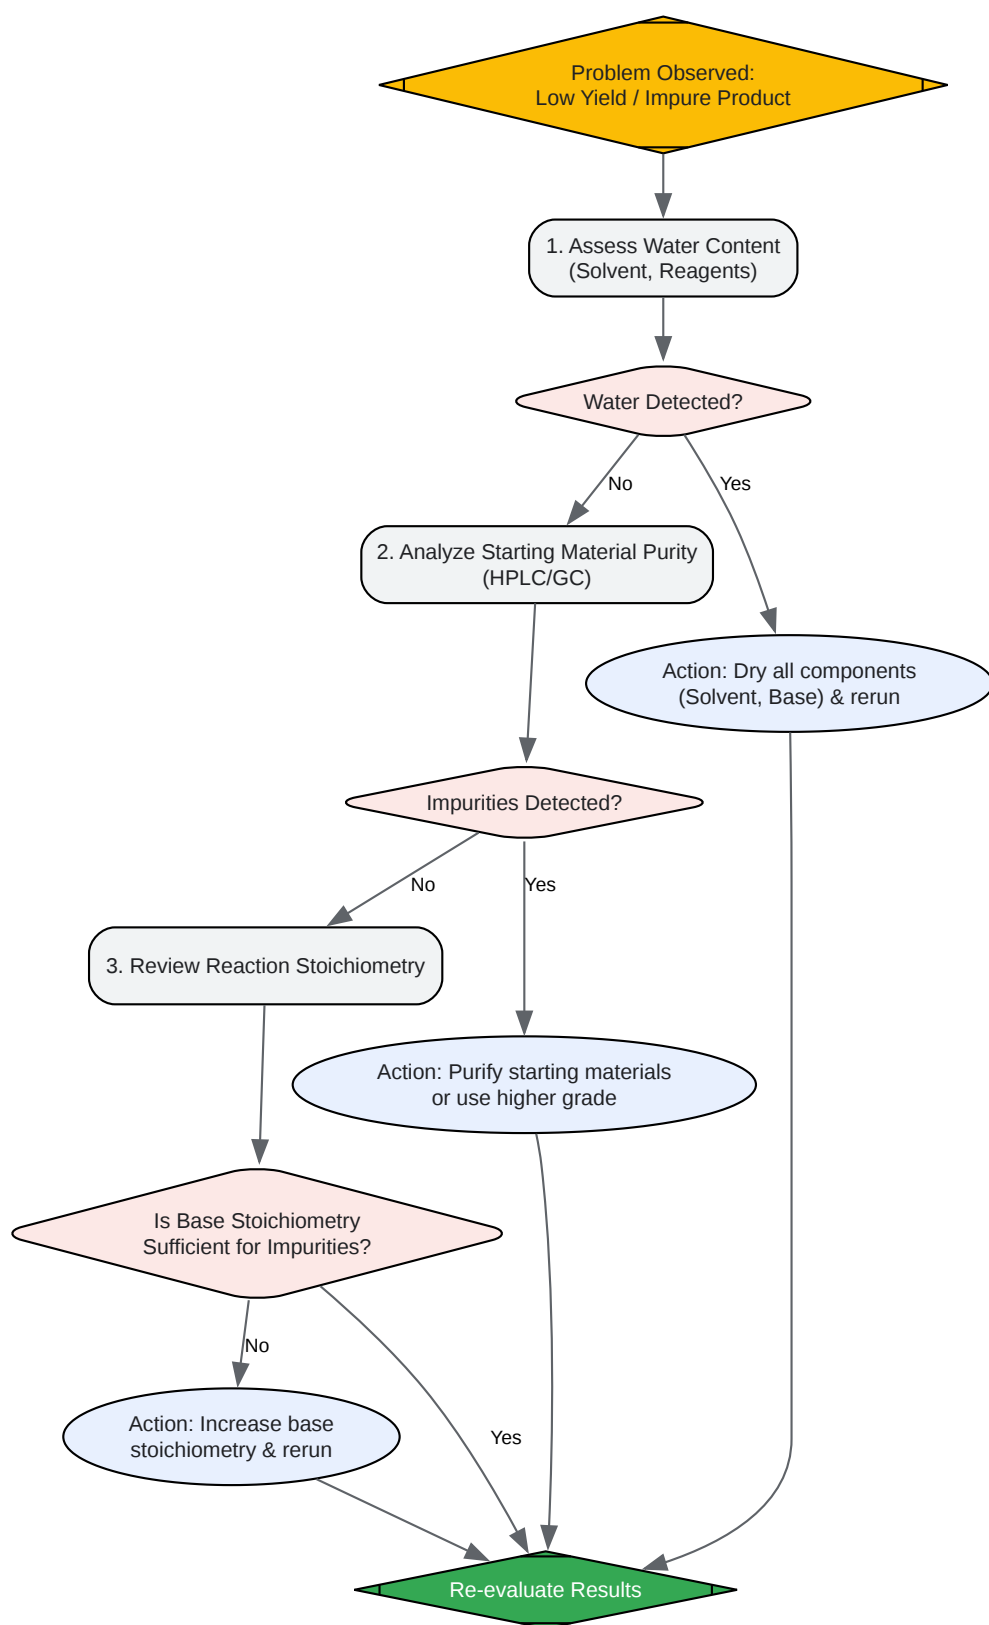 Problem Observed:
Low Yield / Impure Product
1. Assess Water Content
(Solvent, Reagents)
Water Detected?
No
Yes
2. Analyze Starting Material Purity
(HPLC/GC)
Action: Dry all components
(Solvent, Base) & rerun
Impurities Detected?
No
Yes
3. Review Reaction Stoichiometry
Action: Purify starting materials
or use higher grade
Is Base Stoichiometry
Sufficient for Impurities?
No
Action: Increase base
stoichiometry & rerun
Yes
Re-evaluate Results